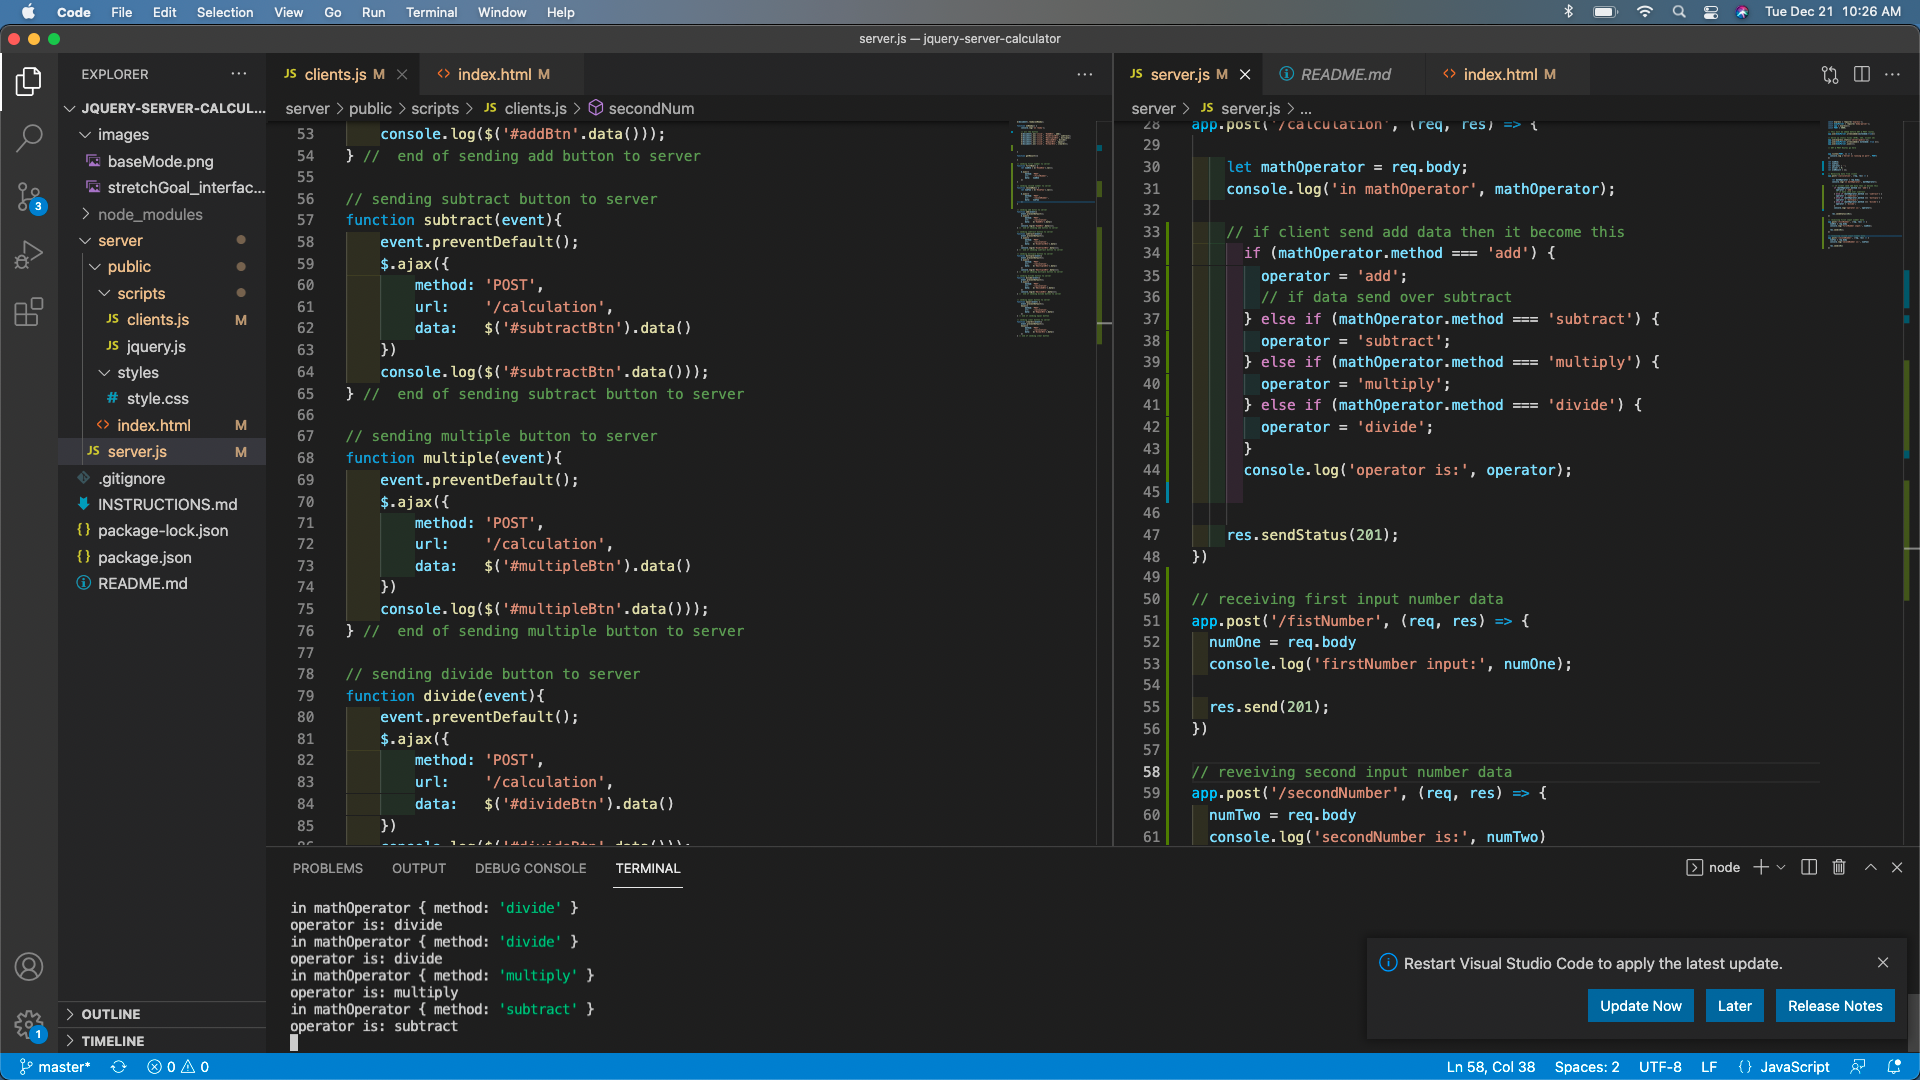 Code File Edit Selection View Go Run Terminal Window Help Tue Dec 21 10:26 AM
server.js — jquery-server-calculator
EXPLORER
JQUERY-SERVER-CALCUL...
images
baseMode.png
stretchGoal_interfac...
node_modules
server
public
scripts
JS clients.js M
JS jquery.js
styles
# style.css
<> index.html M
JS server.js M
.gitignore
INSTRUCTIONS.md
{} package-lock.json
{} package.json
README.md
OUTLINE
TIMELINE
3
1
JS clients.js M <> index.html M
server > public > scripts > JS clients.js > secondNum
53 console.log($('#addBtn'.data()));
54 } //  end of sending add button to server
55
56 // sending subtract button to server
57 function subtract(event){
58 event.preventDefault();
59 $.ajax({
60 method: 'POST',
61 url: '/calculation',
62 data: $('#subtractBtn').data()
63 })
64 console.log($('#subtractBtn'.data()));
65 } //  end of sending subtract button to server
66
67 // sending multiple button to server
68 function multiple(event){
69 event.preventDefault();
70 $.ajax({
71 method: 'POST',
72 url: '/calculation',
73 data: $('#multipleBtn').data()
74 })
75 console.log($('#multipleBtn'.data()));
76 } //  end of sending multiple button to server
77
78 // sending divide button to server
79 function divide(event){
80 event.preventDefault();
81 $.ajax({
82 method: 'POST',
83 url: '/calculation',
84 data: $('#divideBtn').data()
85 })
86 console.log($('#divideBtn'.data()));
JS server.js M README.md <> index.html M
server > JS server.js > ...
28 app.post('/calculation', (req, res) => {
29
30 let mathOperator = req.body;
31 console.log('in mathOperator', mathOperator);
32
33 // if client send add data then it become this
34 if (mathOperator.method === 'add') {
35 operator = 'add';
36 // if data send over subtract
37 } else if (mathOperator.method === 'subtract') {
38 operator = 'subtract';
39 } else if (mathOperator.method === 'multiply') {
40 operator = 'multiply';
41 } else if (mathOperator.method === 'divide') {
42 operator = 'divide';
43 }
44 console.log('operator is:', operator);
45
46
47 res.sendStatus(201);
48 })
49
50 // receiving first input number data
51 app.post('/fistNumber', (req, res) => {
52 numOne = req.body
53 console.log('firstNumber input:', numOne);
54
55 res.send(201);
56 })
57
58 // reveiving second input number data
59 app.post('/secondNumber', (req, res) => {
60 numTwo = req.body
61 console.log('secondNumber is:', numTwo)
PROBLEMS OUTPUT DEBUG CONSOLE TERMINAL node
in mathOperator { method: 'divide' }
operator is: divide
in mathOperator { method: 'divide' }
operator is: divide
in mathOperator { method: 'multiply' }
operator is: multiply
in mathOperator { method: 'subtract' }
operator is: subtract
Restart Visual Studio Code to apply the latest update.
Update Now Later Release Notes
master* 0 0 Ln 58, Col 38 Spaces: 2 UTF-8 LF {} JavaScript